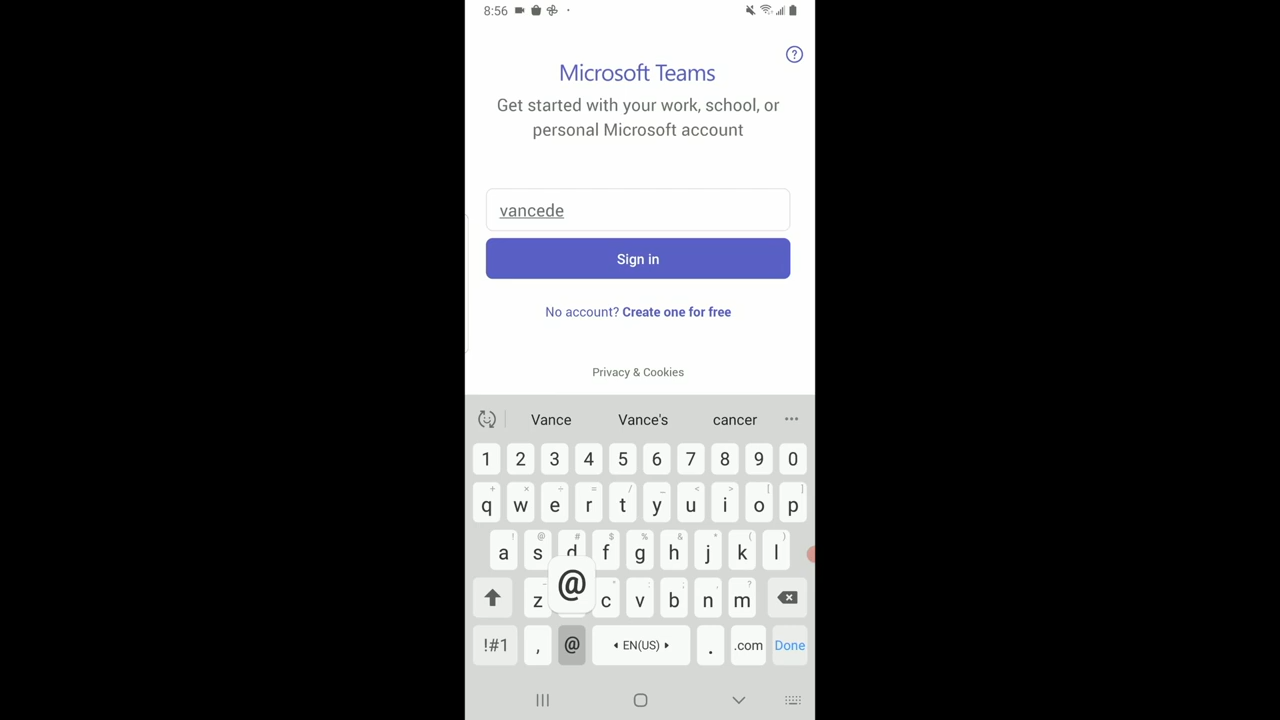 8:56
Microsoft Teams
Get started with your work, school, or
personal Microsoft account
vancede
Sign in
No account? Create one for free
Privacy & Cookies
Vance Vance's cancer
1 2 3 4 5 6 7 8 9 0
+ × ÷ = / _ < > [ ]
q w e r t y u i o p
! @ # $ % & * ( )
a s d f g h j k l
z @ c v b n m
!#1 , @ EN(US) . .com Done